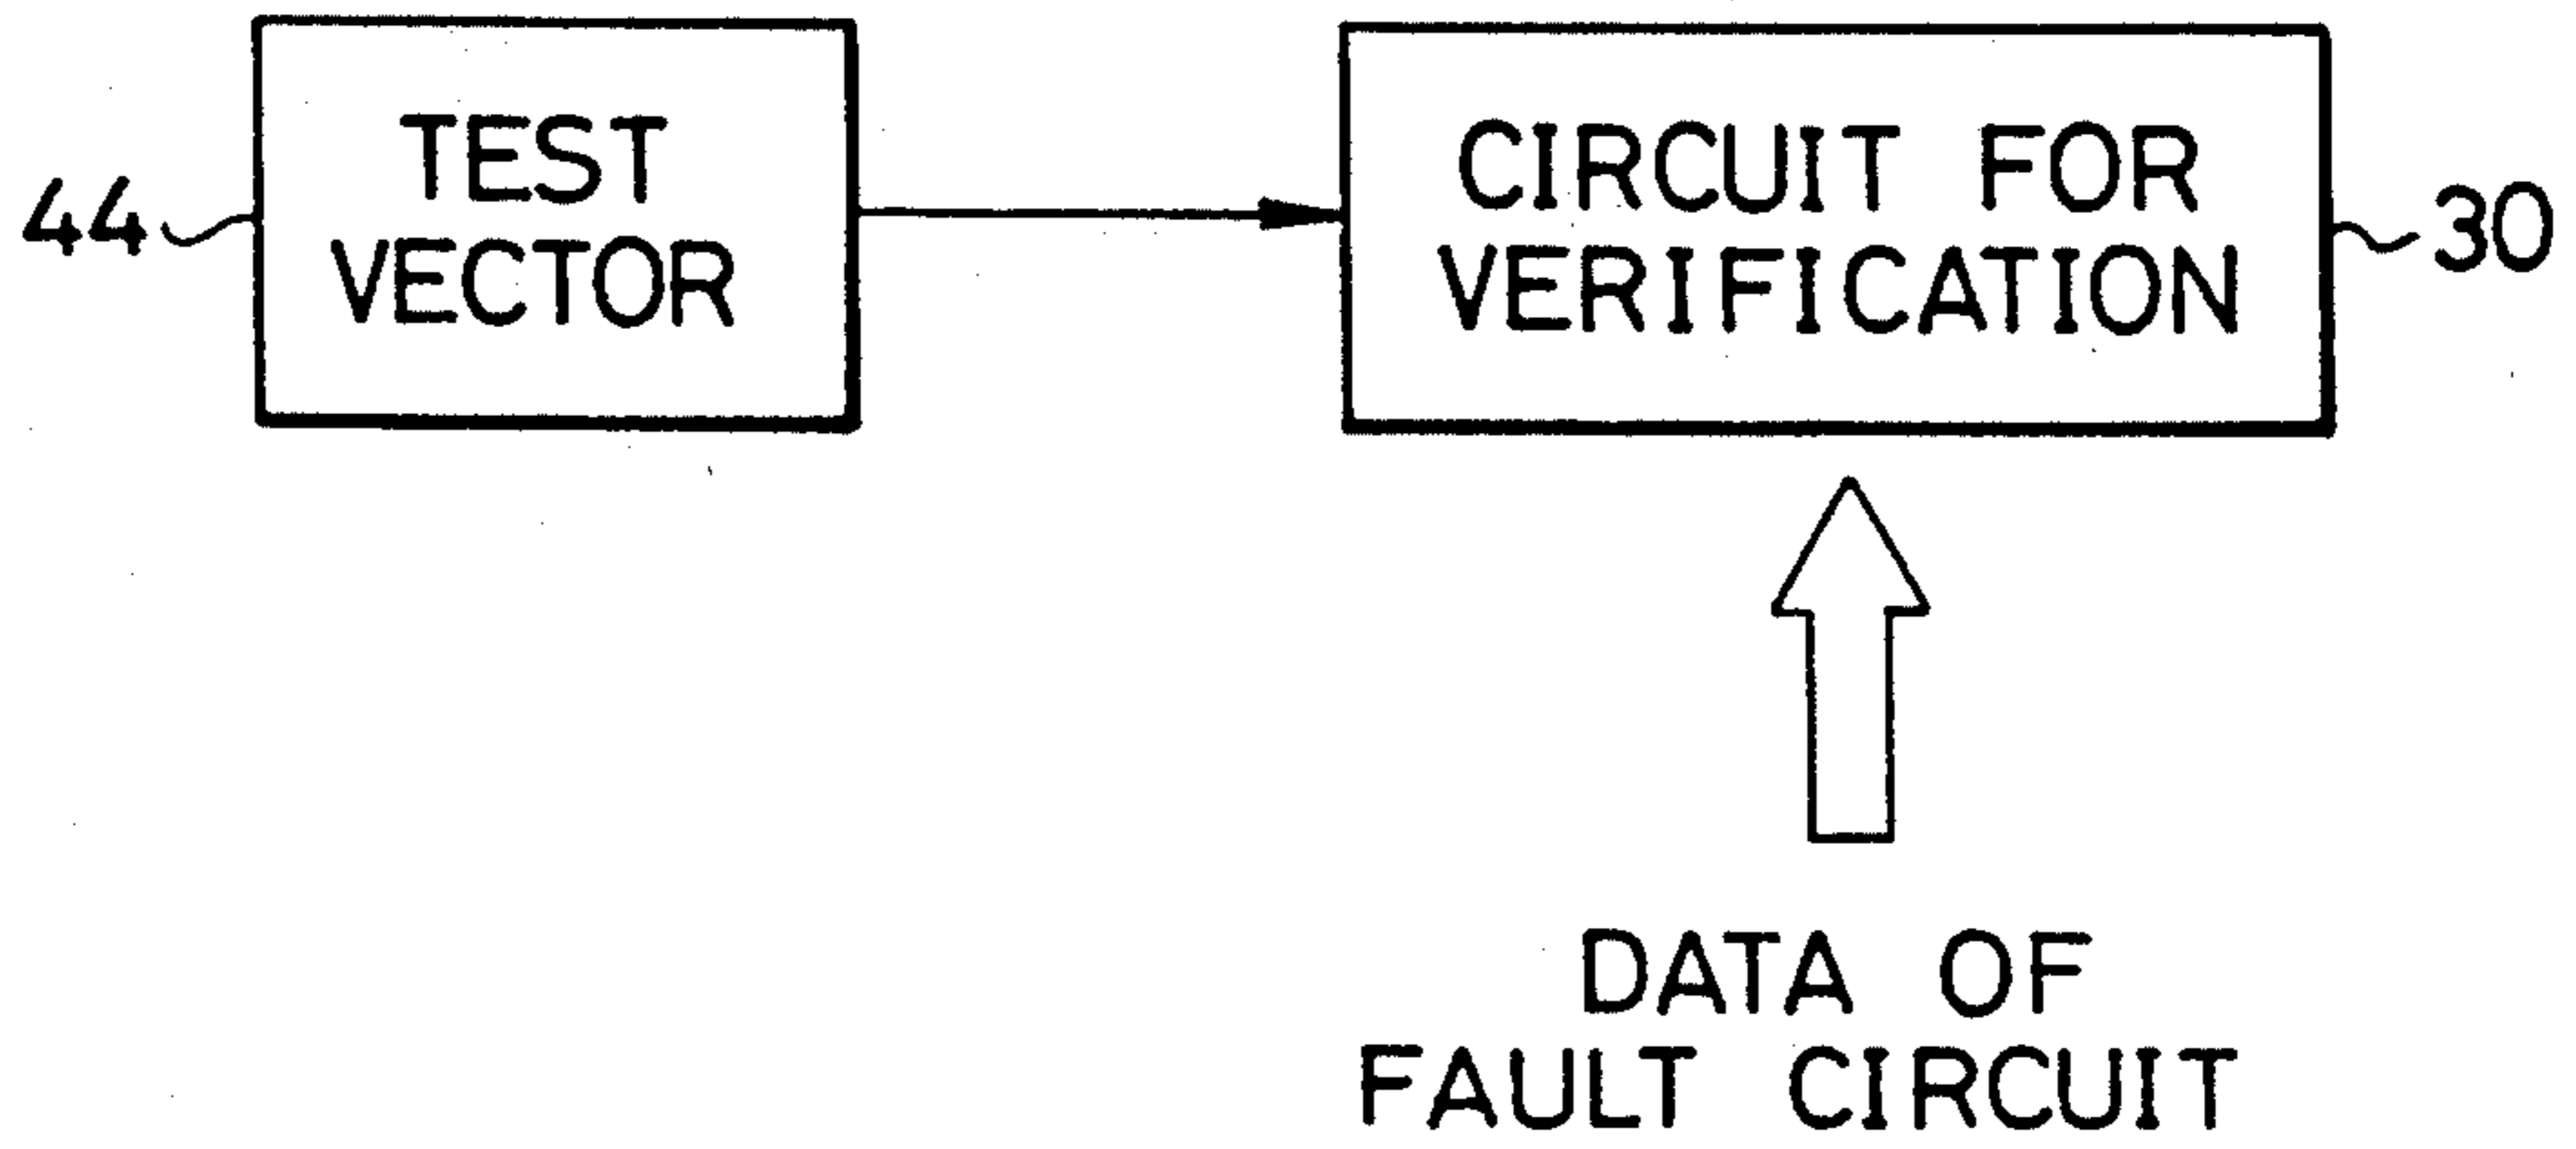 44
TEST
VECTOR
CIRCUIT FOR
VERIFICATION
30
DATA OF
FAULT CIRCUIT